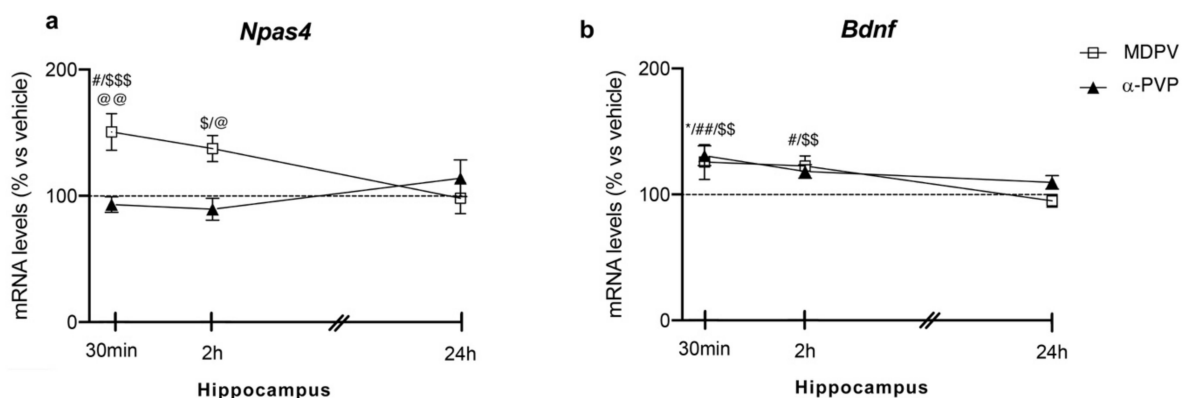 a
Npas4
mRNA levels (% vs vehicle)
200
100
0
#/$$$
@@
$/@
30min
2h
24h
Hippocampus
b
Bdnf
mRNA levels (% vs vehicle)
200
100
0
*/##/$$
#/$$
30min
2h
24h
Hippocampus
MDPV
α-PVP